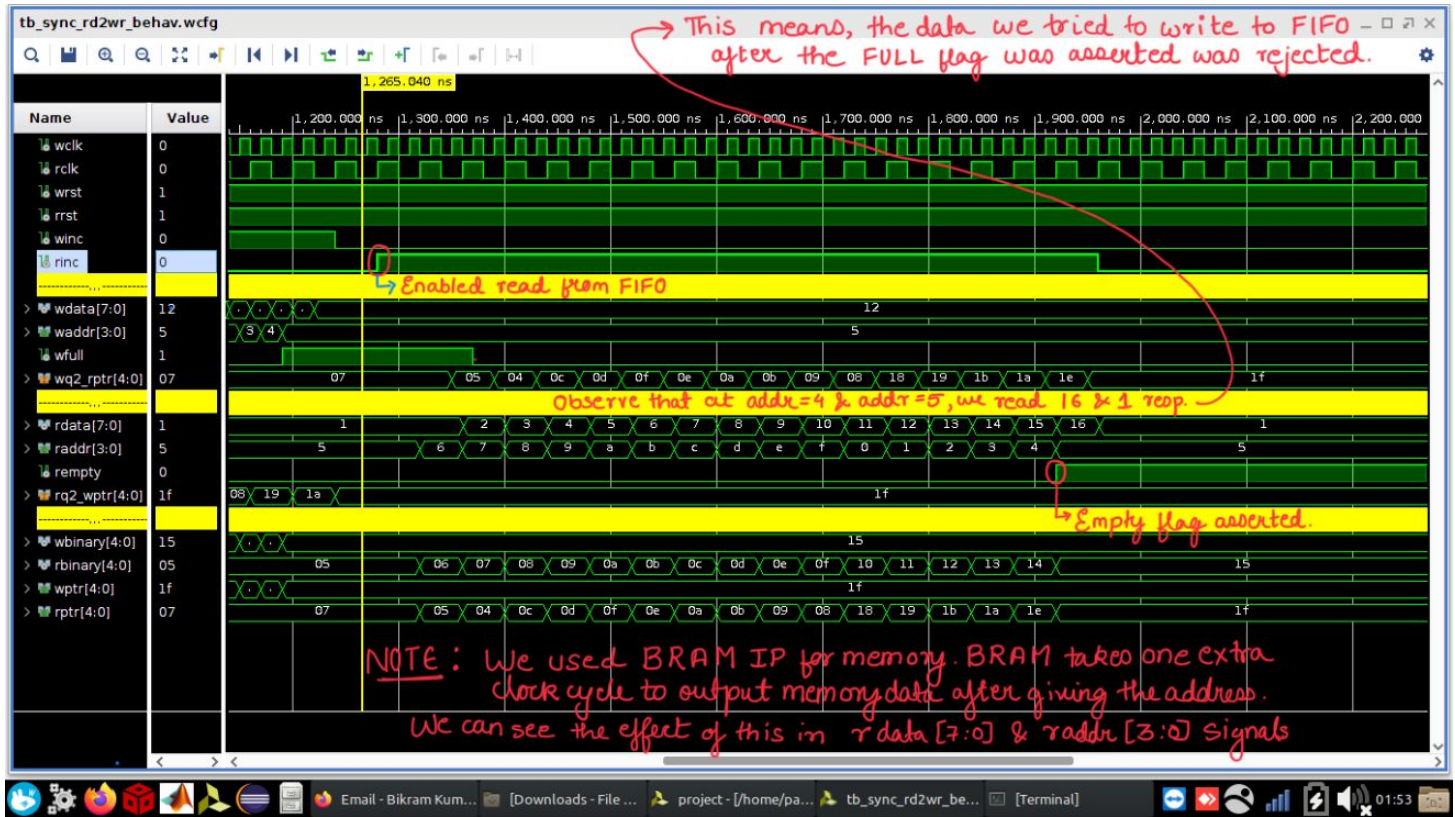 tb_sync_rd2wr_behav.wcfg
→ This means, the data we tried to write to FIFO
after the FULL flag was asserted was rejected.
1,265.040 ns
Name Value
1,200.000 ns 1,300.000 ns 1,400.000 ns 1,500.000 ns 1,600.000 ns 1,700.000 ns 1,800.000 ns 1,900.000 ns 2,000.000 ns 2,100.000 ns 2,200.000
wclk 0
rclk 0
wrst 1
rrst 1
winc 0
rinc 0
↳ Enabled read from FIFO
> wdata[7:0] 12 12
> waddr[3:0] 5 3 4 5
wfull 1
> wq2_rptr[4:0] 07 07 05 04 0c 0d 0f 0e 0a 0b 09 08 18 19 1b 1a 1e 1f
Observe that at addr=4 & addr=5, we read 16 & 1 resp.
> rdata[7:0] 1 1 2 3 4 5 6 7 8 9 10 11 12 13 14 15 16 1
> raddr[3:0] 5 5 6 7 8 9 a b c d e f 0 1 2 3 4 5
rempty 0
> rq2_wptr[4:0] 1f 08 19 1a 1f
↳ Empty flag asserted.
> wbinary[4:0] 15 15
> rbinary[4:0] 05 05 06 07 08 09 0a 0b 0c 0d 0e 0f 10 11 12 13 14 15
> wptr[4:0] 1f 1f
> rptr[4:0] 07 07 05 04 0c 0d 0f 0e 0a 0b 09 08 18 19 1b 1a 1e 1f
NOTE : We used BRAM IP for memory. BRAM takes one extra
clock cycle to output memory data after giving the address.
We can see the effect of this in rdata [7:0] & raddr [3:0] signals
Email - Bikram Kum... [Downloads - File ... project - [/home/pa... tb_sync_rd2wr_be... [Terminal] 01:53